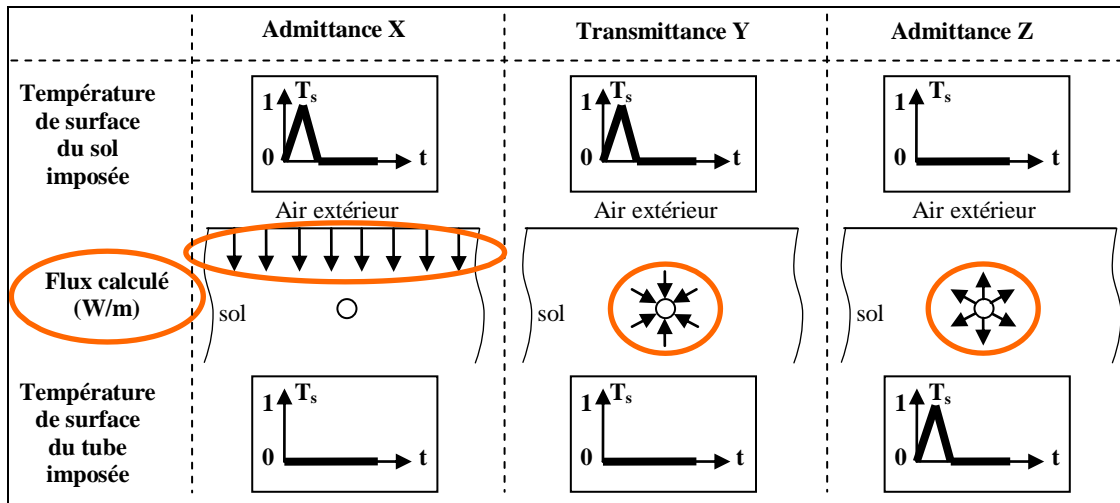 Admittance X
Transmittance Y
Admittance Z
Température
de surface
du sol
imposée
1
Ts
0
t
1
Ts
0
t
1
Ts
0
t
Air extérieur
Air extérieur
Air extérieur
Flux calculé
(W/m)
sol
sol
sol
Température
de surface
du tube
imposée
1
Ts
0
t
1
Ts
0
t
1
Ts
0
t